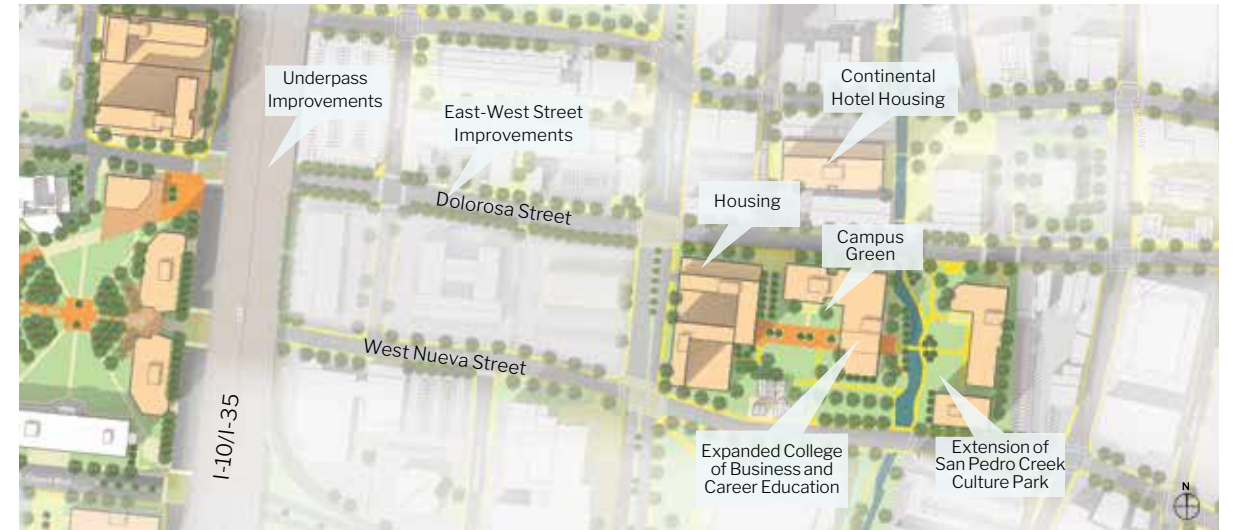 Underpass
Improvements
East-West Street
Improvements
Continental
Hotel Housing
Dolorosa Street
Housing
Campus
Green
West Nueva Street
I-10/I-35
Expanded College
of Business and
Career Education
Extension of
San Pedro Creek
Culture Park
N